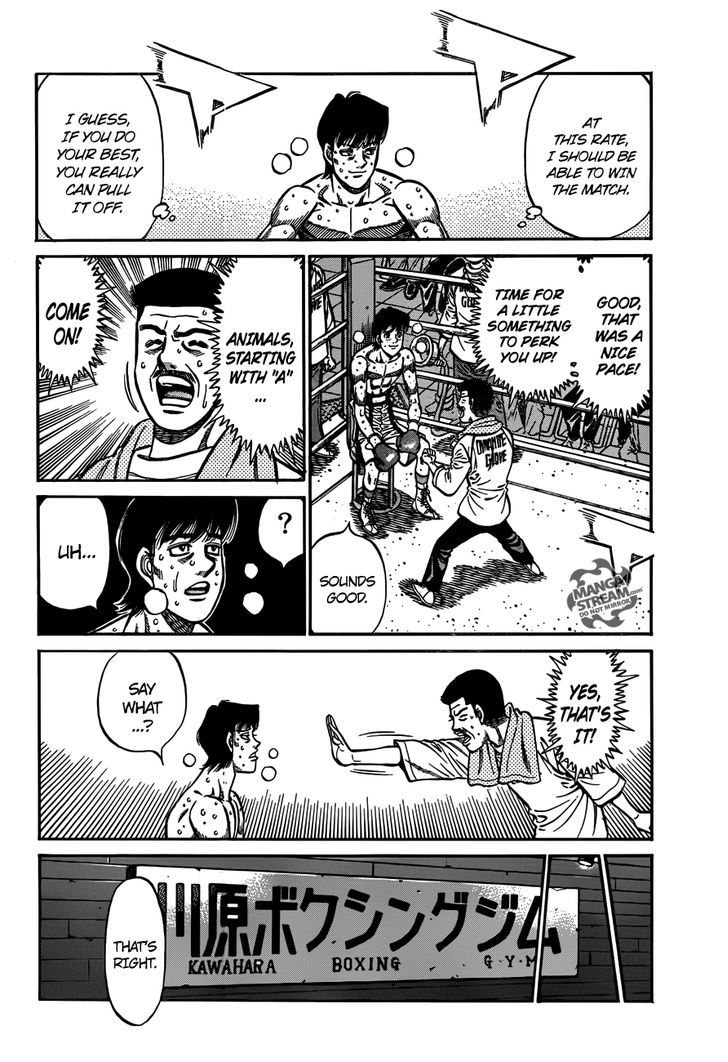 AT
THIS RATE,
I SHOULD BE
ABLE TO WIN
THE MATCH.
I GUESS,
IF YOU DO
YOUR BEST,
YOU REALLY
CAN PULL
IT OFF.
GOOD,
THAT WAS A
NICE
PACE!
TIME FOR
A LITTLE
SOMETHING
TO PERK
YOU UP!
SOUNDS
GOOD.
MANGA
STREAM.com
DO NOT MIRROR
ANIMALS,
STARTING
WITH "A"
...
COME
ON!
?
UH...
YES,
THAT'S
IT!
SAY
WHAT
...?
川原ボクシングジム
KAWAHARA BOXING GYM
THAT'S
RIGHT.